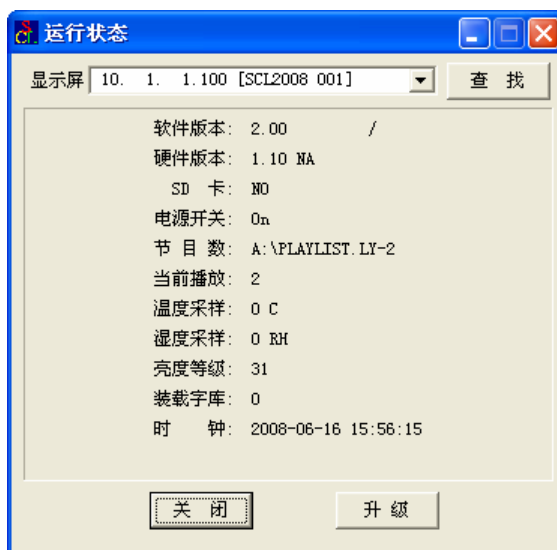 运行状态
显示屏 10. 1. 1.100 [SCL2008 001] 查 找
软件版本: 2.00 /
硬件版本: 1.10 NA
SD 卡: NO
电源开关: On
节 目 数: A:\PLAYLIST.LY-2
当前播放: 2
温度采样: 0 C
湿度采样: 0 RH
亮度等级: 31
装载字库: 0
时 钟: 2008-06-16 15:56:15
关 闭 升 级